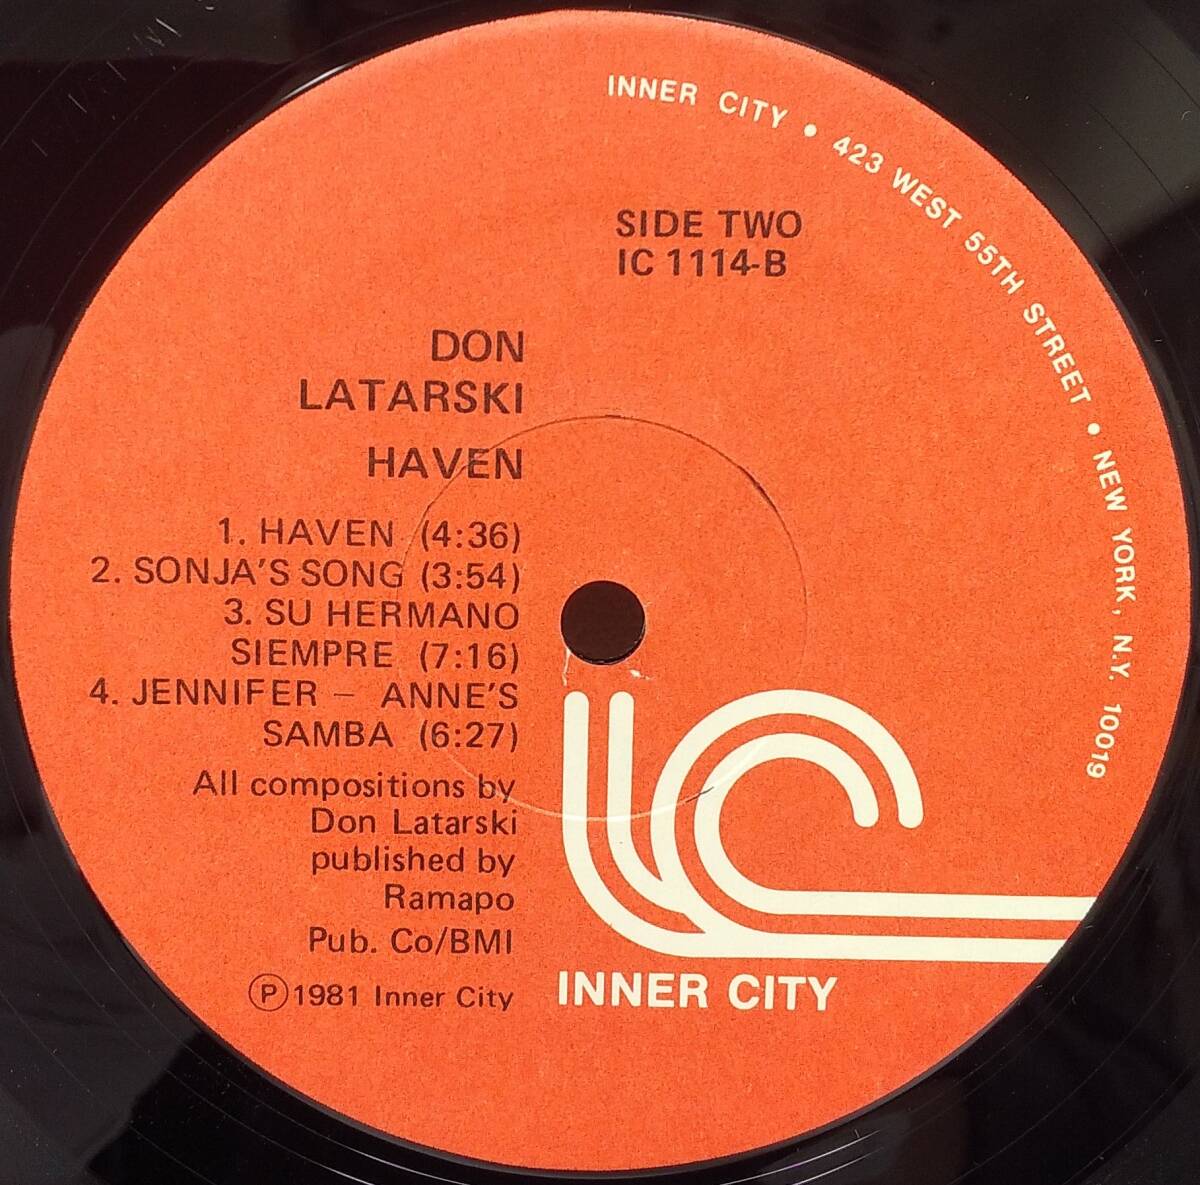 INNER CITY • 423 WEST 55TH STREET • NEW YORK, N.Y. 10019
SIDE TWO
IC 1114-B
DON
LATARSKI
HAVEN
1. HAVEN (4:36)
2. SONJA'S SONG (3:54)
3. SU HERMANO
SIEMPRE (7:16)
4. JENNIFER – ANNE'S
SAMBA (6:27)
All compositions by
Don Latarski
published by
Ramapo
Pub. Co/BMI
Ⓟ1981 Inner City
INNER CITY